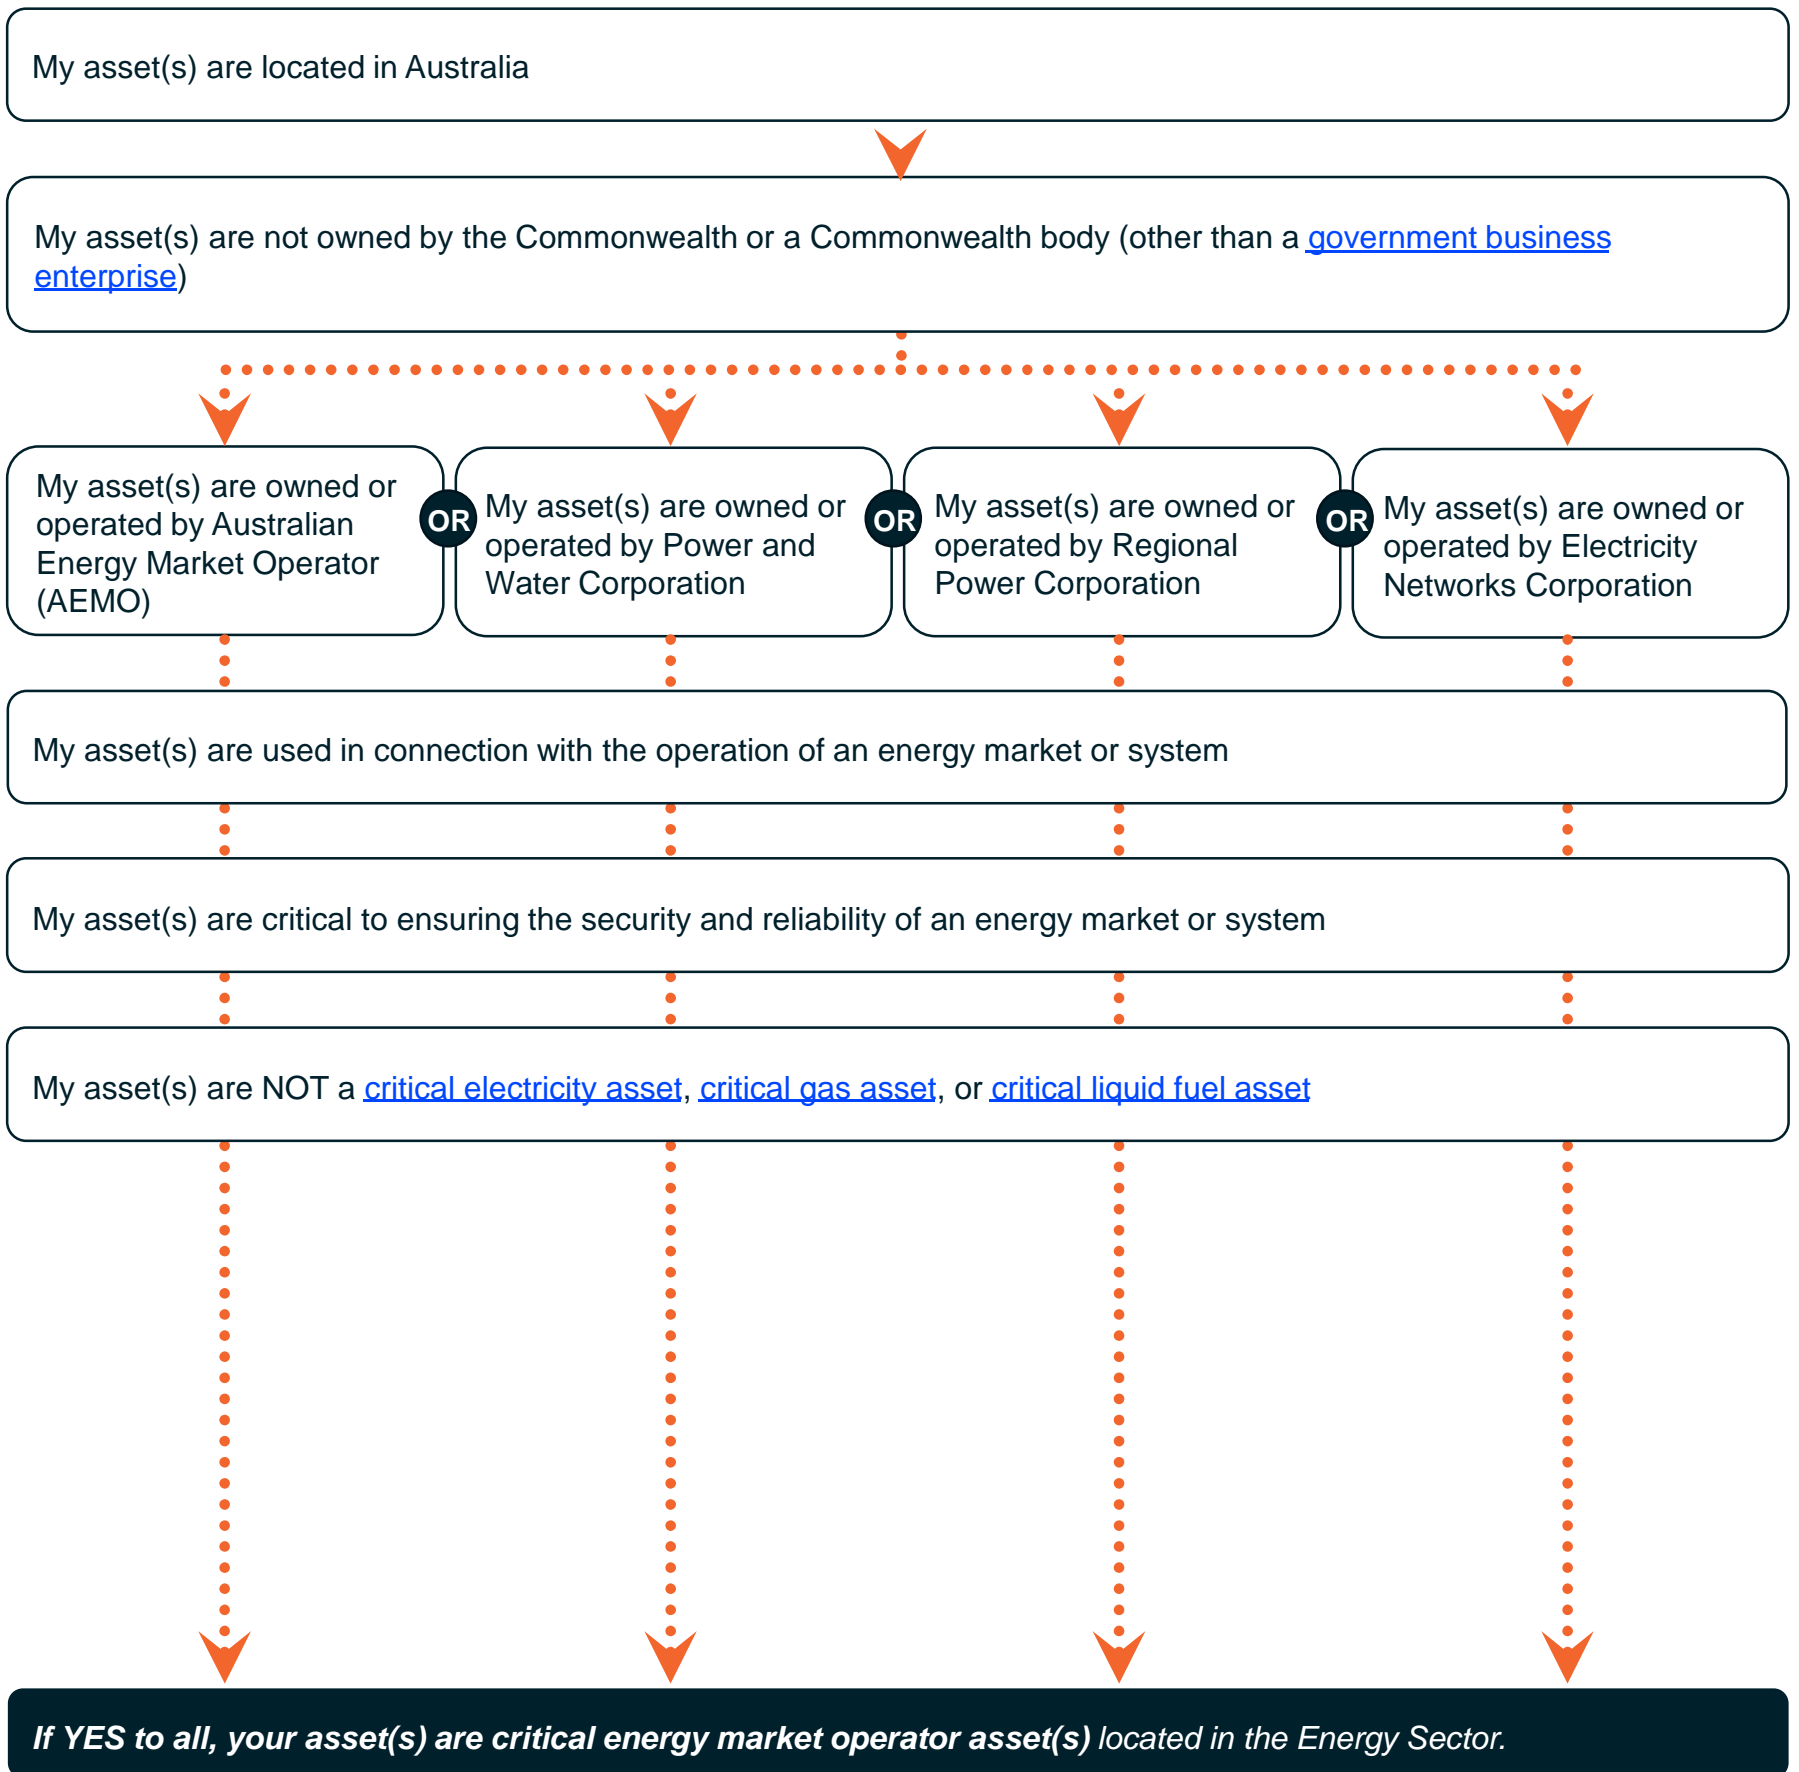 My asset(s) are located in Australia
My asset(s) are not owned by the Commonwealth or a Commonwealth body (other than a government business
enterprise)
My asset(s) are owned or
operated by Australian
Energy Market Operator
(AEMO)
OR
My asset(s) are owned or
operated by Power and
Water Corporation
OR
My asset(s) are owned or
operated by Regional
Power Corporation
OR
My asset(s) are owned or
operated by Electricity
Networks Corporation
My asset(s) are used in connection with the operation of an energy market or system
My asset(s) are critical to ensuring the security and reliability of an energy market or system
My asset(s) are NOT a critical electricity asset, critical gas asset, or critical liquid fuel asset
If YES to all, your asset(s) are critical energy market operator asset(s) located in the Energy Sector.